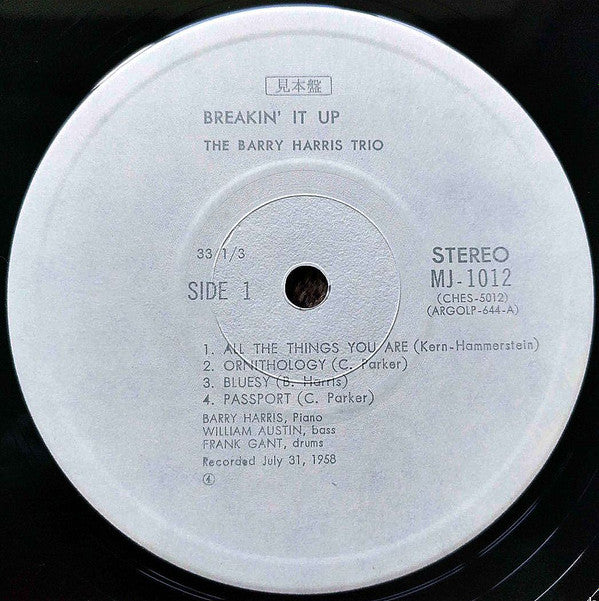 見本盤
BREAKIN' IT UP
THE BARRY HARRIS TRIO
33 1/3
SIDE 1
STEREO
MJ-1012
(CHES-5012)
(ARGOLP-644-A)
1. ALL THE THINGS YOU ARE (Kern-Hammerstein)
2. ORNITHOLOGY (C. Parker)
3. BLUESY (B. Harris)
4. PASSPORT (C. Parker)
BARRY HARRIS, Piano
WILLIAM AUSTIN, bass
FRANK GANT, drums
Recorded July 31, 1958
④